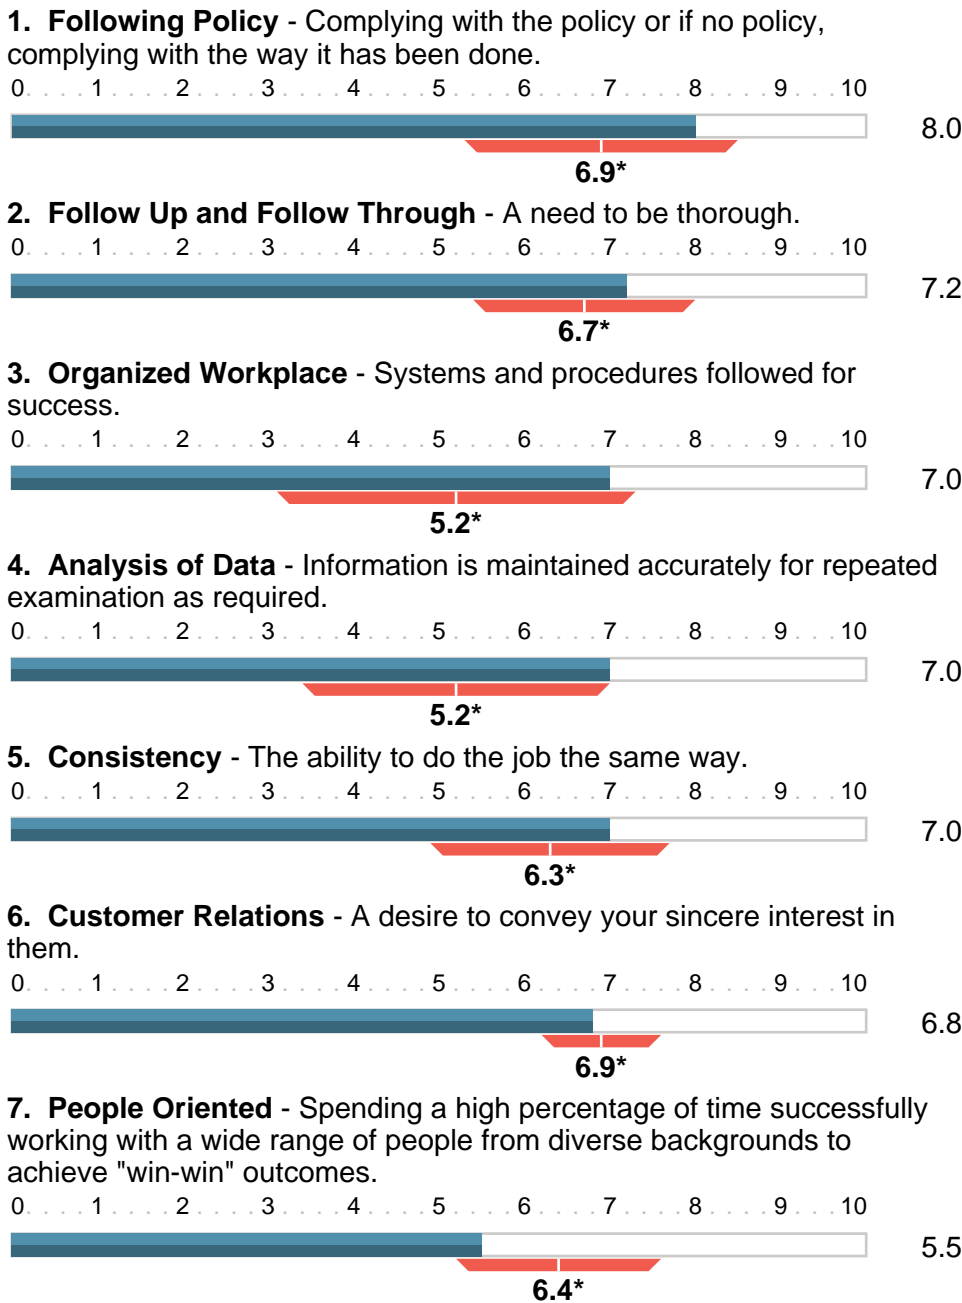 1. Following Policy - Complying with the policy or if no policy,
complying with the way it has been done.
0. . . .1. . . .2. . . .3. . . .4. . . .5. . . .6. . . .7. . . .8. . . .9. . . .10
8.0
6.9*
2. Follow Up and Follow Through - A need to be thorough.
0. . . .1. . . .2. . . .3. . . .4. . . .5. . . .6. . . .7. . . .8. . . .9. . . .10
7.2
6.7*
3. Organized Workplace - Systems and procedures followed for
success.
0. . . .1. . . .2. . . .3. . . .4. . . .5. . . .6. . . .7. . . .8. . . .9. . . .10
7.0
5.2*
4. Analysis of Data - Information is maintained accurately for repeated
examination as required.
0. . . .1. . . .2. . . .3. . . .4. . . .5. . . .6. . . .7. . . .8. . . .9. . . .10
7.0
5.2*
5. Consistency - The ability to do the job the same way.
0. . . .1. . . .2. . . .3. . . .4. . . .5. . . .6. . . .7. . . .8. . . .9. . . .10
7.0
6.3*
6. Customer Relations - A desire to convey your sincere interest in
them.
0. . . .1. . . .2. . . .3. . . .4. . . .5. . . .6. . . .7. . . .8. . . .9. . . .10
6.8
6.9*
7. People Oriented - Spending a high percentage of time successfully
working with a wide range of people from diverse backgrounds to
achieve "win-win" outcomes.
0. . . .1. . . .2. . . .3. . . .4. . . .5. . . .6. . . .7. . . .8. . . .9. . . .10
5.5
6.4*